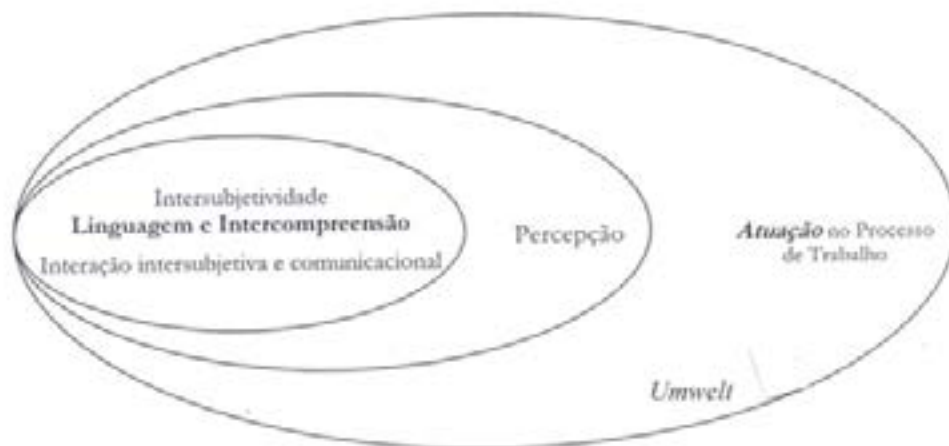 Intersubjetividade
Linguagem e Intercompreensão
Interação intersubjetiva e comunicacional
Percepção
Atuação no Processo
de Trabalho
Umwelt